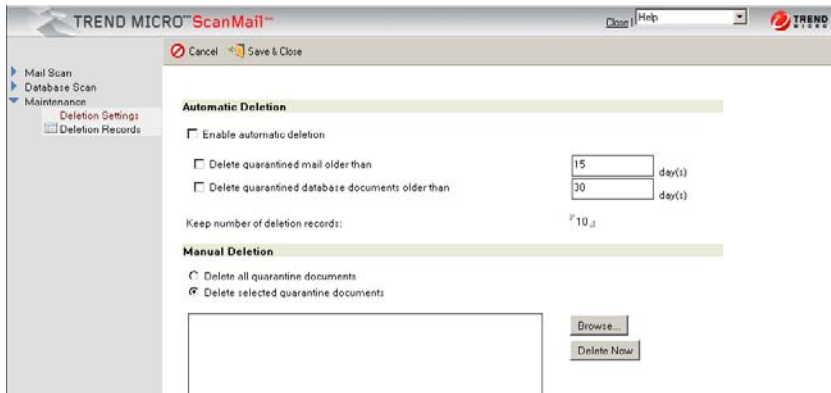 TREND MICRO™ ScanMail™
Close | Help
TREND
MICRO
Cancel Save & Close
Mail Scan
Database Scan
Maintenance
Deletion Settings
Deletion Records
Automatic Deletion
Enable automatic deletion
Delete quarantined mail older than 15 day(s)
Delete quarantined database documents older than 30 day(s)
Keep number of deletion records: 10
Manual Deletion
Delete all quarantine documents
Delete selected quarantine documents
Browse...
Delete Now